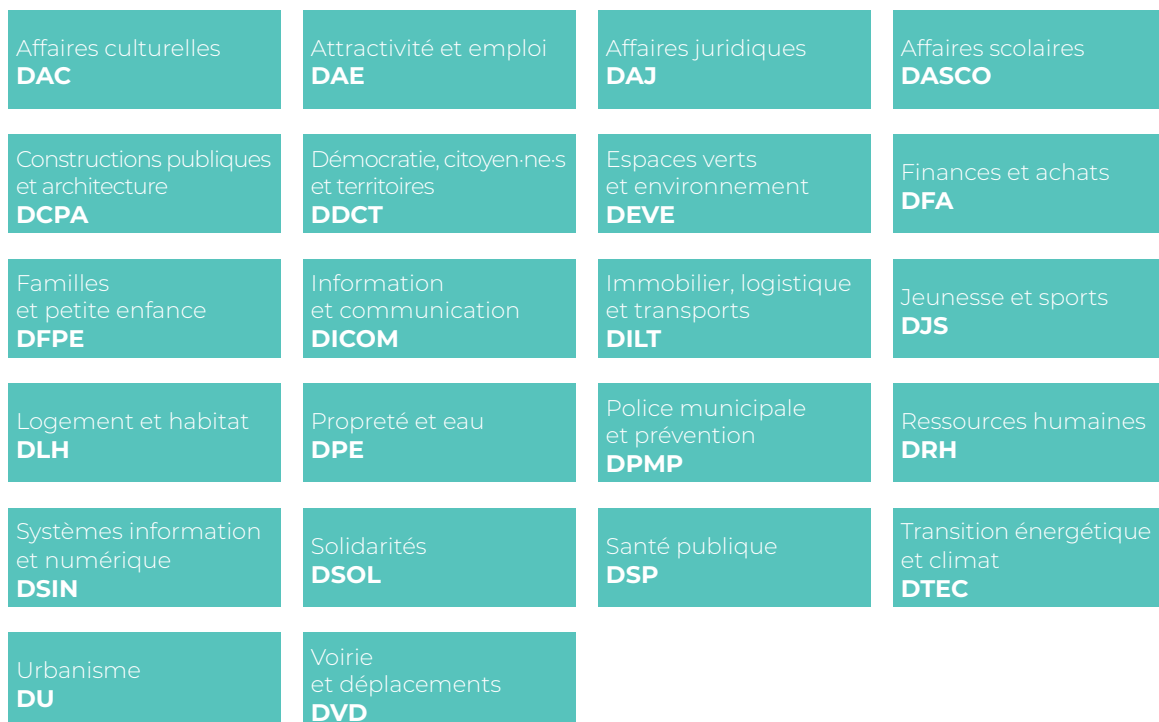 Affaires culturelles
DAC
Attractivité et emploi
DAE
Affaires juridiques
DAJ
Affaires scolaires
DASCO
Constructions publiques
et architecture
DCPA
Démocratie, citoyen·ne·s
et territoires
DDCT
Espaces verts
et environnement
DEVE
Finances et achats
DFA
Familles
et petite enfance
DFPE
Information
et communication
DICOM
Immobilier, logistique
et transports
DILT
Jeunesse et sports
DJS
Logement et habitat
DLH
Propreté et eau
DPE
Police municipale
et prévention
DPMP
Ressources humaines
DRH
Systèmes information
et numérique
DSIN
Solidarités
DSOL
Santé publique
DSP
Transition énergétique
et climat
DTEC
Urbanisme
DU
Voirie
et déplacements
DVD